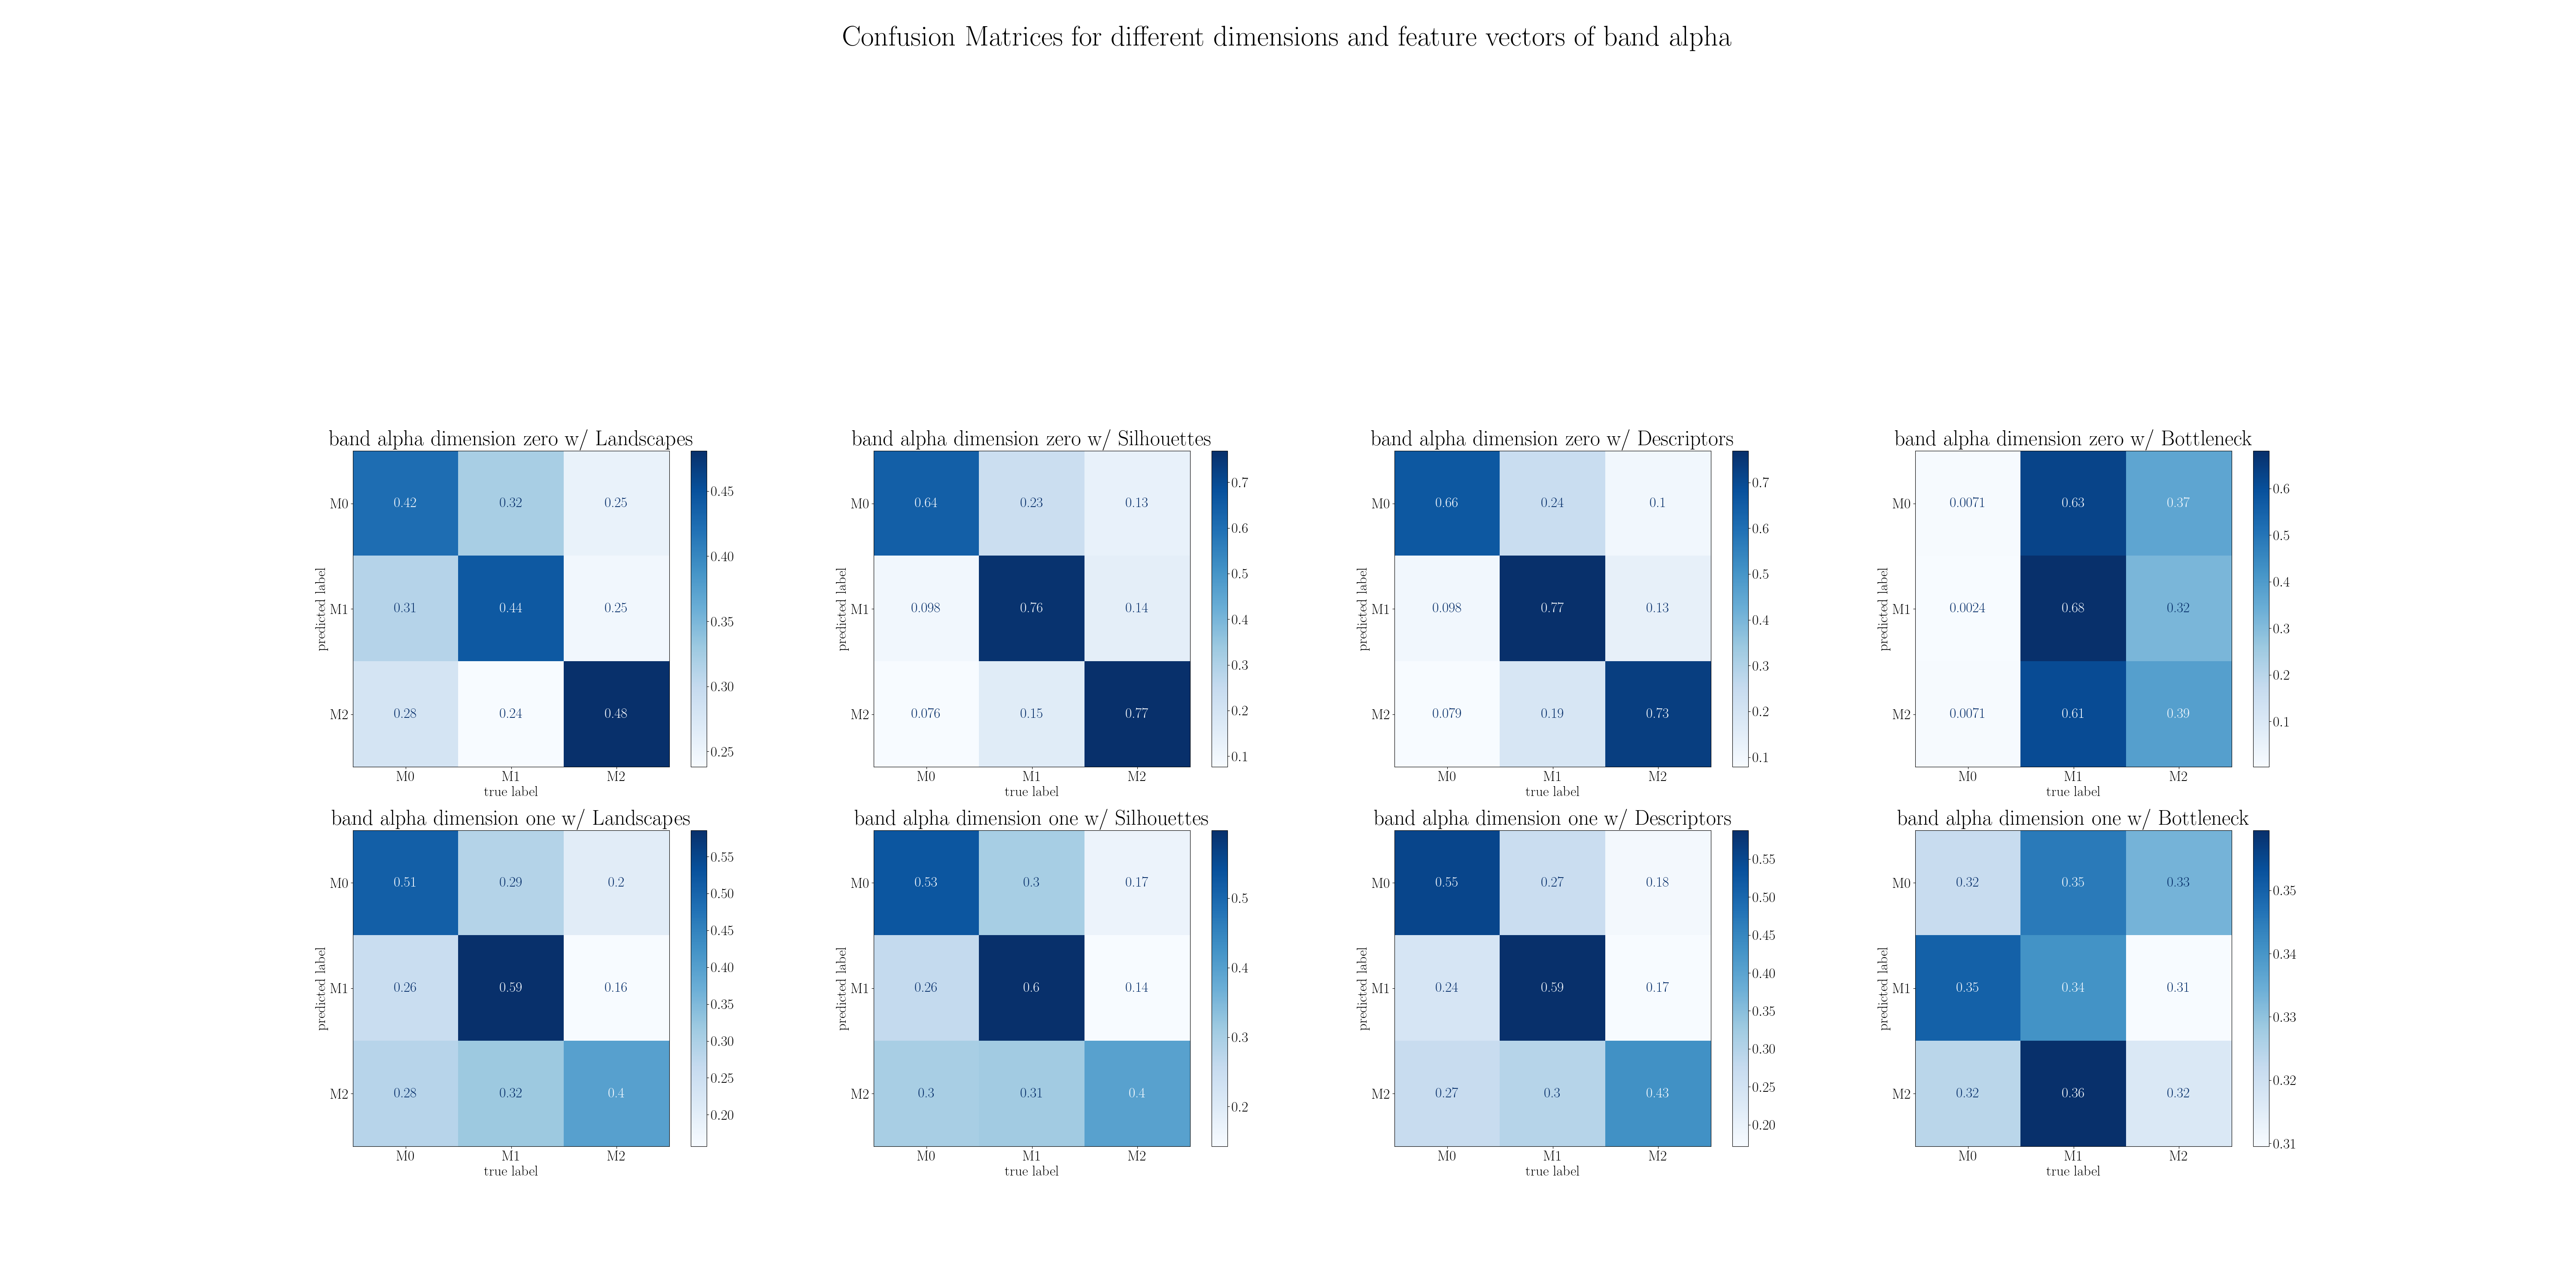 Confusion Matrices for different dimensions and feature vectors of band alpha
band alpha dimension zero w/ Landscapes
predicted label
M0
0.42 0.32 0.25
M1
0.31 0.44 0.25
M2
0.28 0.24 0.48
M0 M1 M2
true label
0.45
0.40
0.35
0.30
0.25
band alpha dimension zero w/ Silhouettes
predicted label
M0
0.64 0.23 0.13
M1
0.098 0.76 0.14
M2
0.076 0.15 0.77
M0 M1 M2
true label
0.7
0.6
0.5
0.4
0.3
0.2
0.1
band alpha dimension zero w/ Descriptors
predicted label
M0
0.66 0.24 0.1
M1
0.098 0.77 0.13
M2
0.079 0.19 0.73
M0 M1 M2
true label
0.7
0.6
0.5
0.4
0.3
0.2
0.1
band alpha dimension zero w/ Bottleneck
predicted label
M0
0.0071 0.63 0.37
M1
0.0024 0.68 0.32
M2
0.0071 0.61 0.39
M0 M1 M2
true label
0.6
0.5
0.4
0.3
0.2
0.1
band alpha dimension one w/ Landscapes
predicted label
M0
0.51 0.29 0.2
M1
0.26 0.59 0.16
M2
0.28 0.32 0.4
M0 M1 M2
true label
0.55
0.50
0.45
0.40
0.35
0.30
0.25
0.20
band alpha dimension one w/ Silhouettes
predicted label
M0
0.53 0.3 0.17
M1
0.26 0.6 0.14
M2
0.3 0.31 0.4
M0 M1 M2
true label
0.5
0.4
0.3
0.2
band alpha dimension one w/ Descriptors
predicted label
M0
0.55 0.27 0.18
M1
0.24 0.59 0.17
M2
0.27 0.3 0.43
M0 M1 M2
true label
0.55
0.50
0.45
0.40
0.35
0.30
0.25
0.20
band alpha dimension one w/ Bottleneck
predicted label
M0
0.32 0.35 0.33
M1
0.35 0.34 0.31
M2
0.32 0.36 0.32
M0 M1 M2
true label
0.35
0.34
0.33
0.32
0.31